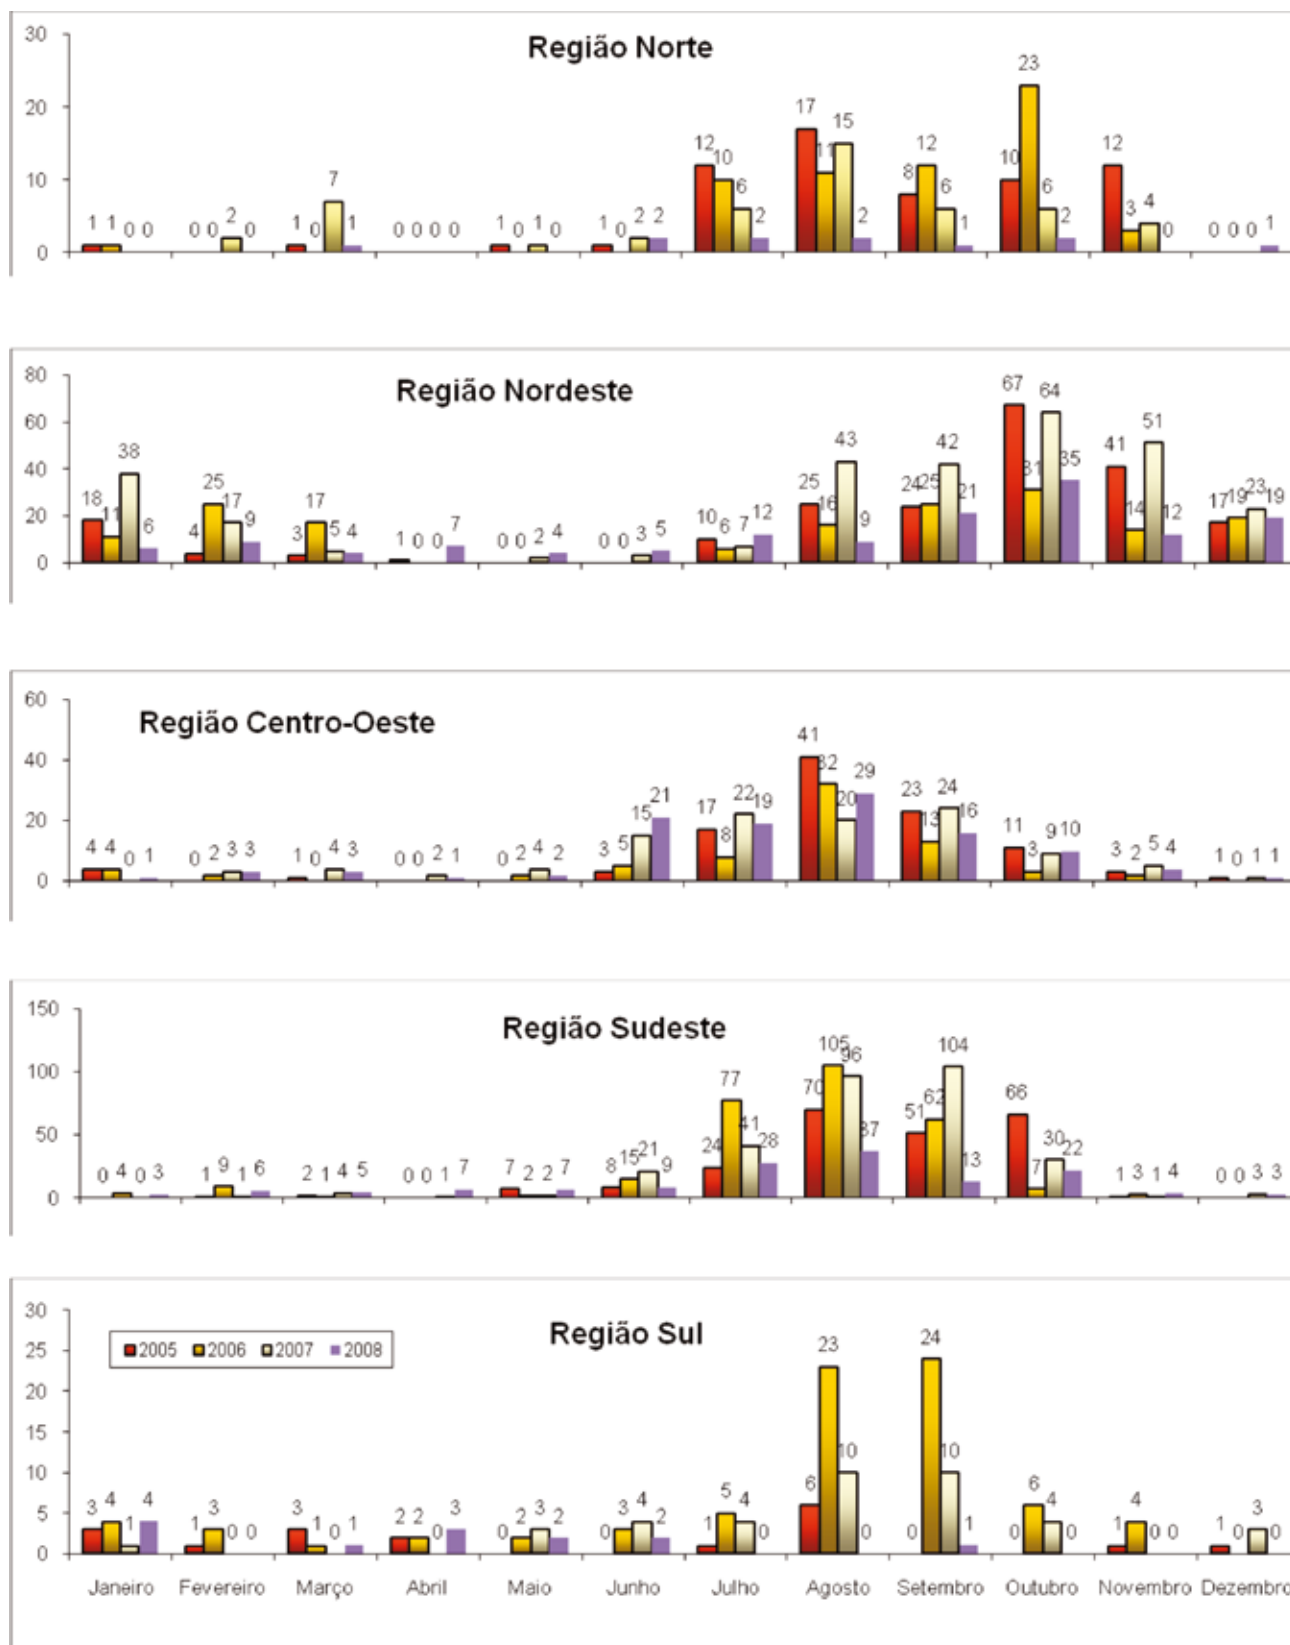 Região Norte
30
20
10
0
1 1 0 0
0 0 2 0
1 0 7 1
0 0 0 0
1 0 1 0
1 0 2 2
12 10 6 2
17 11 15 2
8 12 6 1
10 23 6 2
12 3 4 0
0 0 0 1
Região Nordeste
80
60
40
20
0
18 11 38 6
4 25 17 9
3 17 5 4
1 0 0 7
0 0 2 4
0 0 3 5
10 6 7 12
25 16 43 9
24 25 42 21
67 31 64 35
41 14 51 12
17 19 23 19
Região Centro-Oeste
60
40
20
0
4 4 0 1
0 2 3 3
1 0 4 3
0 0 2 1
0 2 4 2
3 5 15 21
17 8 22 19
41 32 20 29
23 13 24 16
11 3 9 10
3 2 5 4
1 0 1 1
Região Sudeste
150
100
50
0
0 4 0 3
1 9 1 6
2 1 4 5
0 0 1 7
7 2 2 7
8 15 21 9
24 77 41 28
70 105 96 37
51 62 104 13
66 7 30 22
1 3 1 4
0 0 3 3
Região Sul
30
25
20
15
10
5
0
2005 2006 2007 2008
3 4 1 4
1 3 0 0
3 1 0 1
2 2 0 3
0 2 3 2
0 3 4 2
1 5 4 0
6 23 10 0
0 24 10 1
0 6 4 0
1 4 0 0
1 0 3 0
Janeiro Fevereiro Março Abril Maio Junho Julho Agosto Setembro Outubro Novembro Dezembro